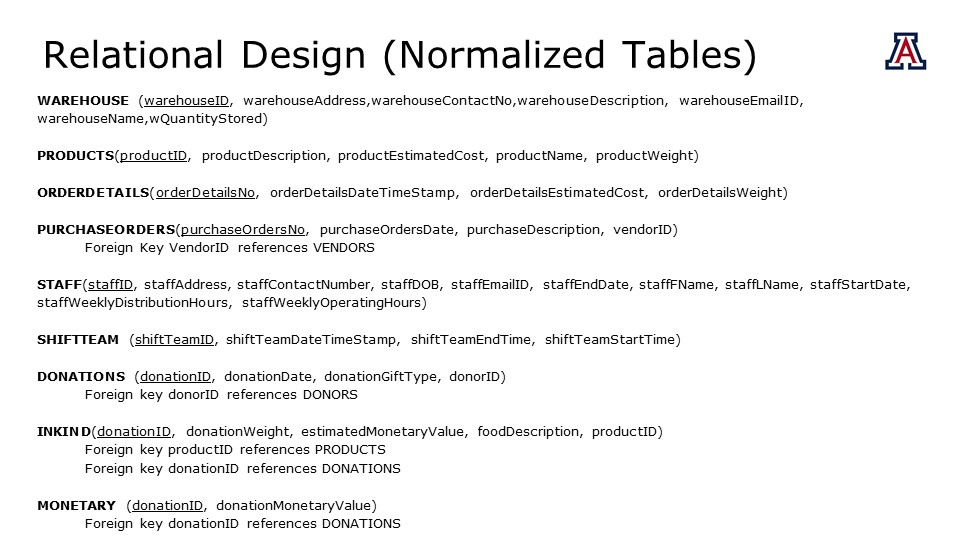 Relational Design (Normalized Tables)
A
WAREHOUSE (warehouseID, warehouseAddress,warehouseContactNo,warehouseDescription, warehouseEmailID,
warehouseName,wQuantityStored)
PRODUCTS(productID, productDescription, productEstimatedCost, productName, productWeight)
ORDERDETAILS(orderDetailsNo, orderDetailsDateTimeStamp, orderDetailsEstimatedCost, orderDetailsWeight)
PURCHASEORDERS(purchaseOrdersNo, purchaseOrdersDate, purchaseDescription, vendorID)
Foreign Key VendorID references VENDORS
STAFF(staffID, staffAddress, staffContactNumber, staffDOB, staffEmailID, staffEndDate, staffFName, staffLName, staffStartDate,
staffWeeklyDistributionHours, staffWeeklyOperatingHours)
SHIFTTEAM (shiftTeamID, shiftTeamDateTimeStamp, shiftTeamEndTime, shiftTeamStartTime)
DONATIONS (donationID, donationDate, donationGiftType, donorID)
Foreign key donorID references DONORS
INKIND(donationID, donationWeight, estimatedMonetaryValue, foodDescription, productID)
Foreign key productID references PRODUCTS
Foreign key donationID references DONATIONS
MONETARY (donationID, donationMonetaryValue)
Foreign key donationID references DONATIONS